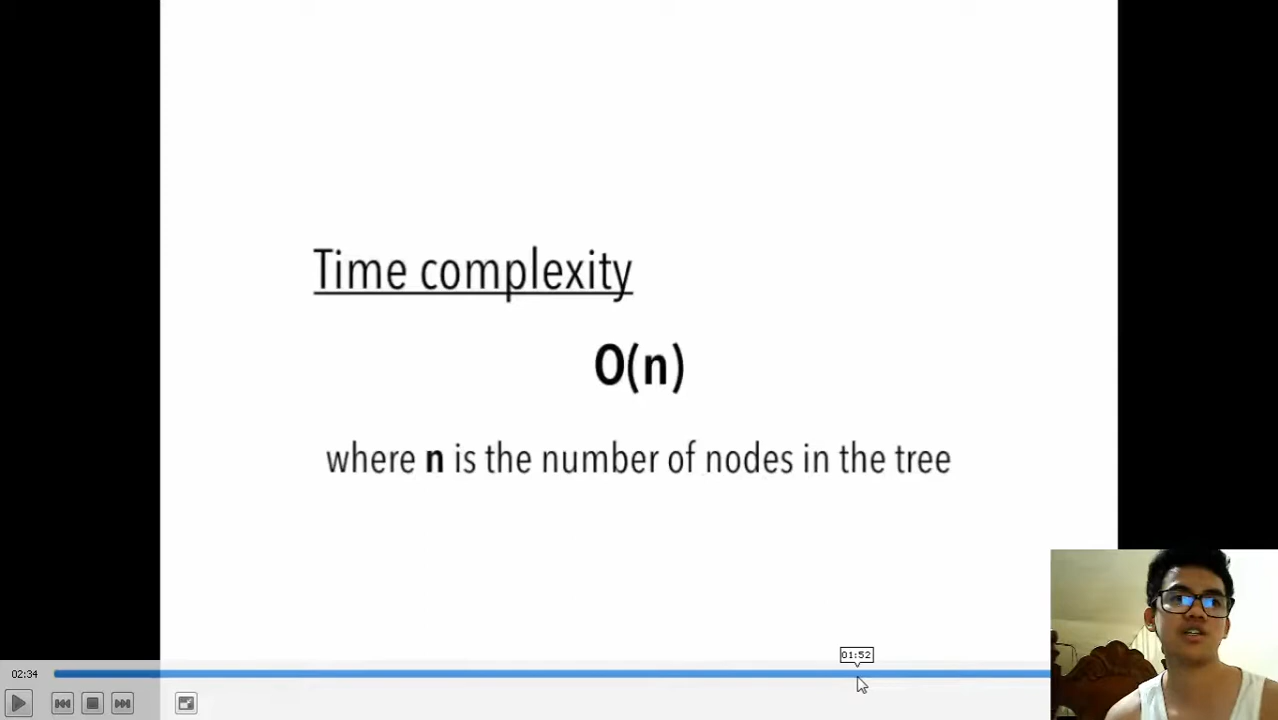 Time complexity
O(n)
where n is the number of nodes in the tree
01:52
02:34